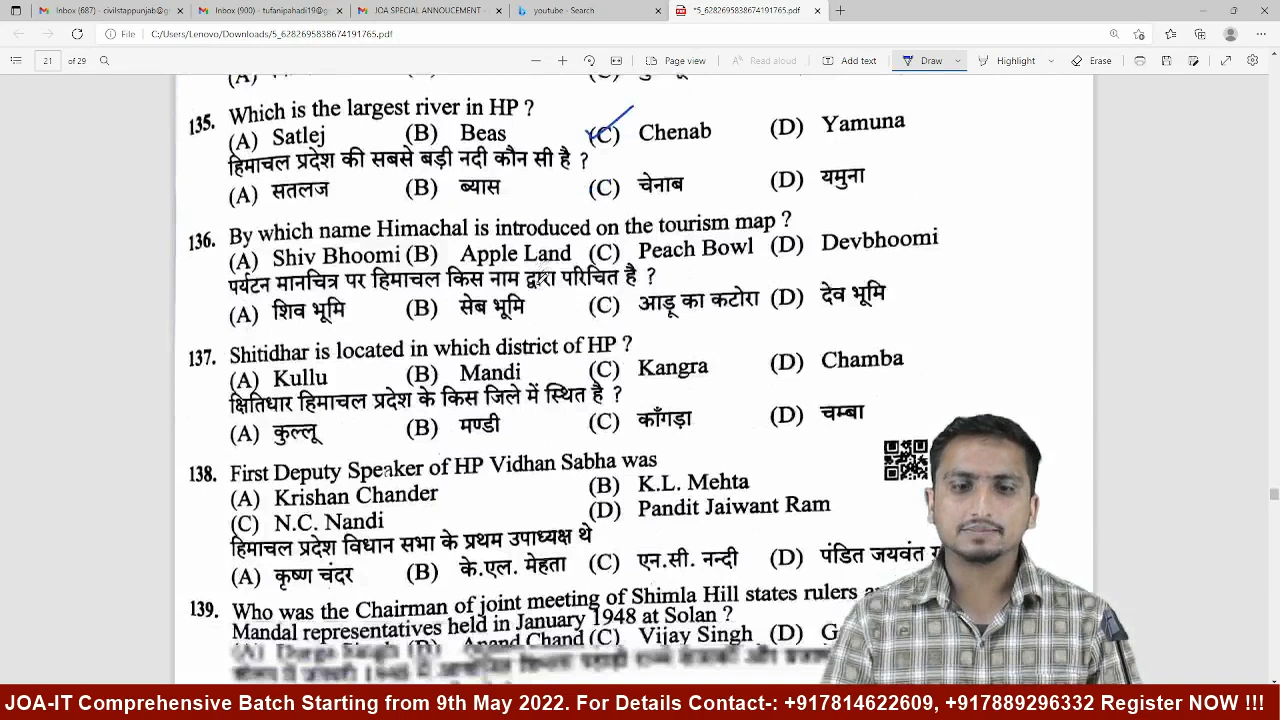 Inbox (687) - civilstappunjab@gm
Inbox (900) - tufanipahdi19@gm
JOA SPECIAL ANNOUCEMENT -
youtube - Search
*5_6282695838674191765.pdf
File C:/Users/Lenovo/Downloads/5_6282695838674191765.pdf
21 of 29 Page view Read aloud Add text Draw Highlight Erase
135. Which is the largest river in HP ?
(A) Satlej (B) Beas (C) Chenab (D) Yamuna
हिमाचल प्रदेश की सबसे बड़ी नदी कौन सी है ?
(A) सतलज (B) ब्यास (C) चेनाब (D) यमुना
136. By which name Himachal is introduced on the tourism map ?
(A) Shiv Bhoomi (B) Apple Land (C) Peach Bowl (D) Devbhoomi
पर्यटन मानचित्र पर हिमाचल किस नाम द्वारा परिचित है ?
(A) शिव भूमि (B) सेब भूमि (C) आड़ू का कटोरा (D) देव भूमि
137. Shitidhar is located in which district of HP ?
(A) Kullu (B) Mandi (C) Kangra (D) Chamba
क्षितिधार हिमाचल प्रदेश के किस जिले में स्थित है ?
(A) कुल्लू (B) मण्डी (C) काँगड़ा (D) चम्बा
138. First Deputy Speaker of HP Vidhan Sabha was
(A) Krishan Chander (B) K.L. Mehta
(C) N.C. Nandi (D) Pandit Jaiwant Ram
हिमाचल प्रदेश विधान सभा के प्रथम उपाध्यक्ष थे
(A) कृष्ण चंदर (B) के.एल. मेहता (C) एन.सी. नन्दी (D) पंडित जयवंत
139. Who was the Chairman of joint meeting of Shimla Hill states rulers
Mandal representatives held in January 1948 at Solan ?
Anand Chand (C) Vijay Singh (D) G
JOA-IT Comprehensive Batch Starting from 9th May 2022. For Details Contact-: +917814622609, +917889296332 Register NOW !!!